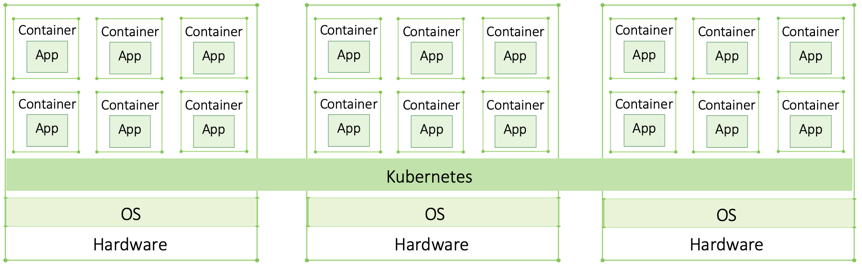 Container Container Container Container Container Container Container Container Container
App App App App App App App App App
Container Container Container Container Container Container Container Container Container
App App App App App App App App App
Kubernetes
OS OS OS
Hardware Hardware Hardware